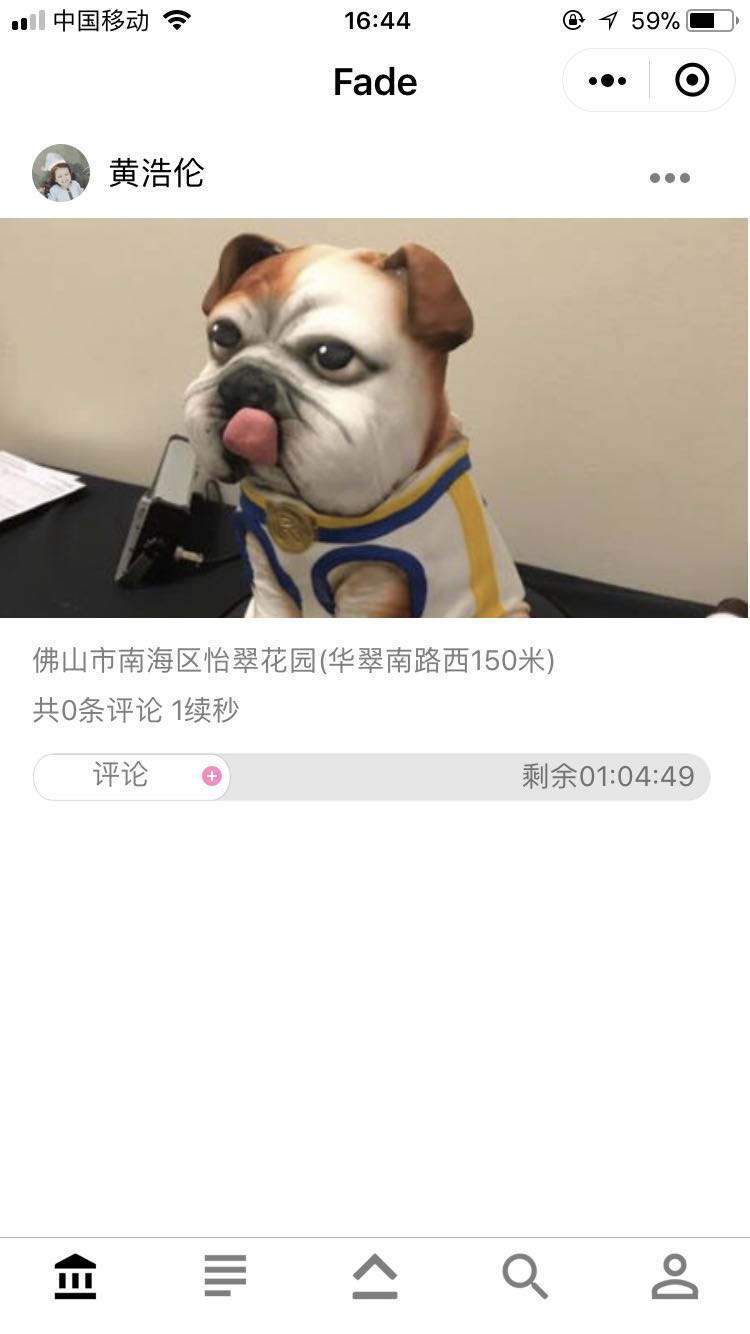 中国移动 16:44 59%
Fade
黄浩伦
佛山市南海区怡翠花园(华翠南路西150米)
共0条评论 1续秒
评论 剩余01:04:49